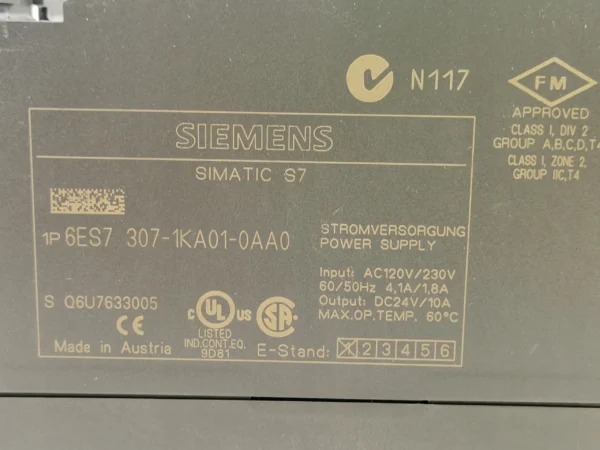 N117
FM
APPROVED
CLASS I, DIV 2
GROUP A,B,C,D,T4
CLASS I, ZONE 2,
GROUP IIC,T4
SIEMENS
SIMATIC S7
1P 6ES7 307-1KA01-0AA0
STROMVERSORGUNG
POWER SUPPLY
Input: AC120V/230V
60/50Hz 4,1A/1,8A
Output: DC24V/10A
MAX.OP.TEMP. 60°C
S Q6U7633005
CE
C UL US
LISTED
IND.CONT.EQ.
9D81
SA
Made in Austria
E-Stand: X 2 3 4 5 6